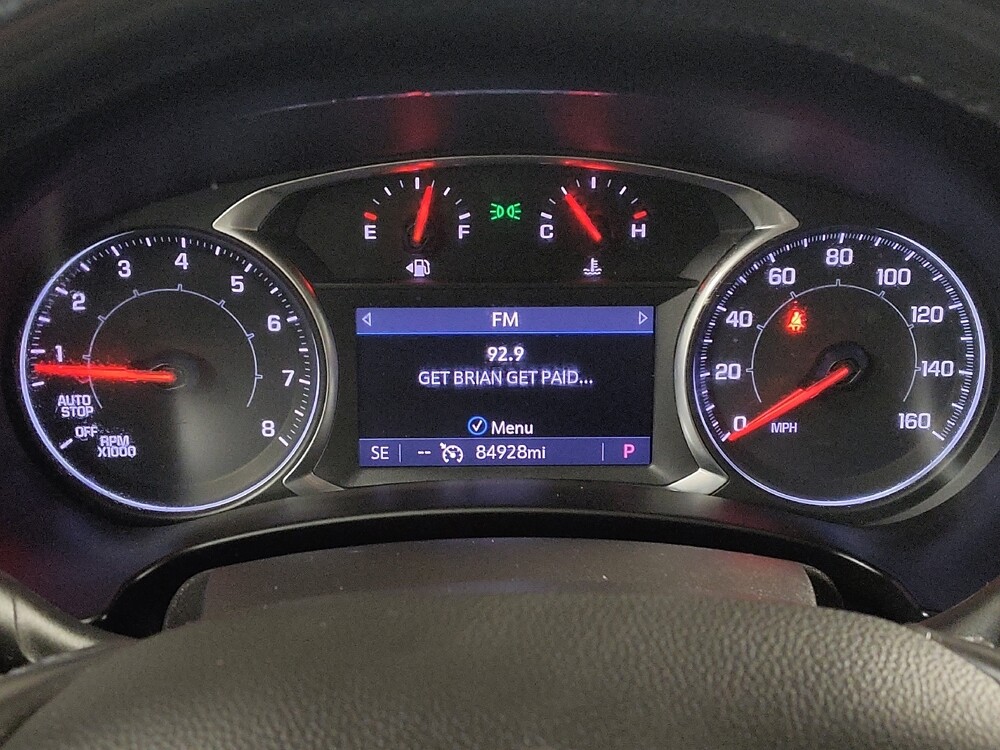 E F C H
1 2 3 4 5 6 7 8
AUTO
STOP
OFF
RPM
X1000
FM
92.9
GET BRIAN GET PAID...
Menu
SE -- 84928mi P
0 20 40 60 80 100 120 140 160
MPH